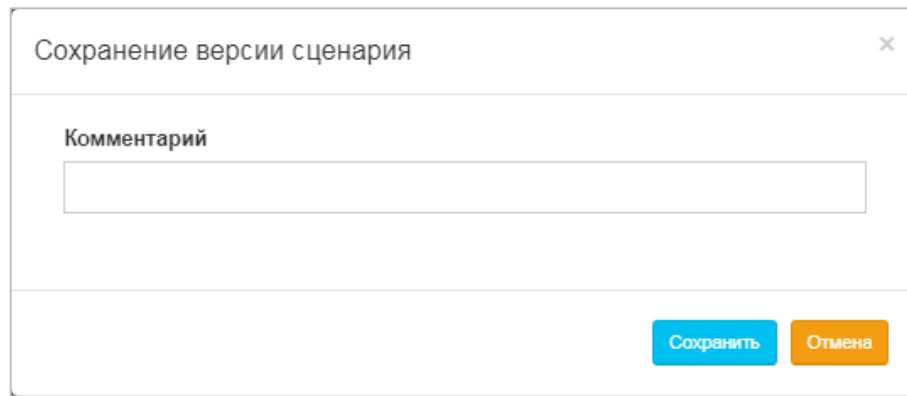 Сохранение версии сценария ×
Комментарий
Сохранить Отмена